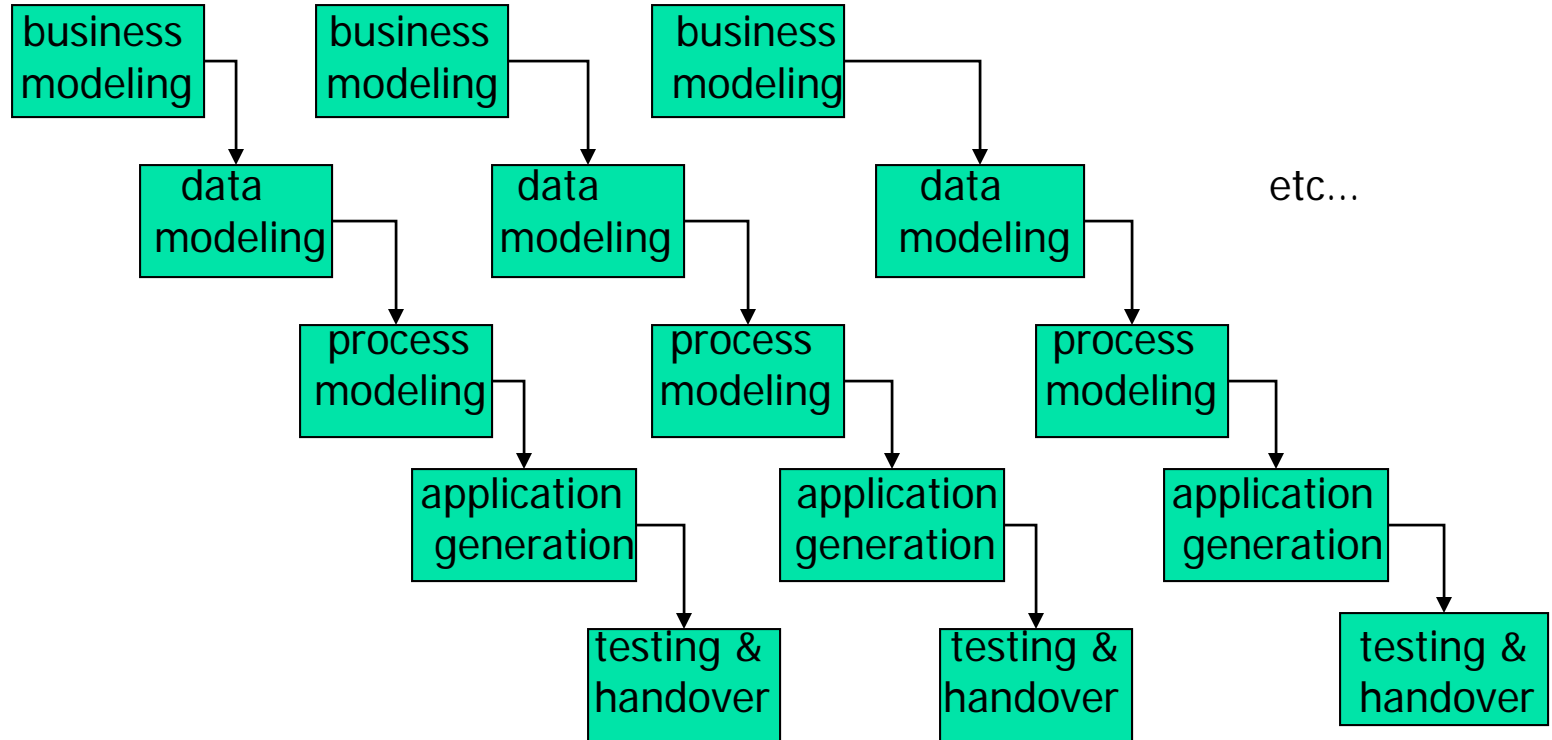 business
modeling
business
modeling
business
modeling
data
modeling
data
modeling
data
modeling
etc...
process
modeling
process
modeling
process
modeling
application
generation
application
generation
application
generation
testing &
handover
testing &
handover
testing &
handover